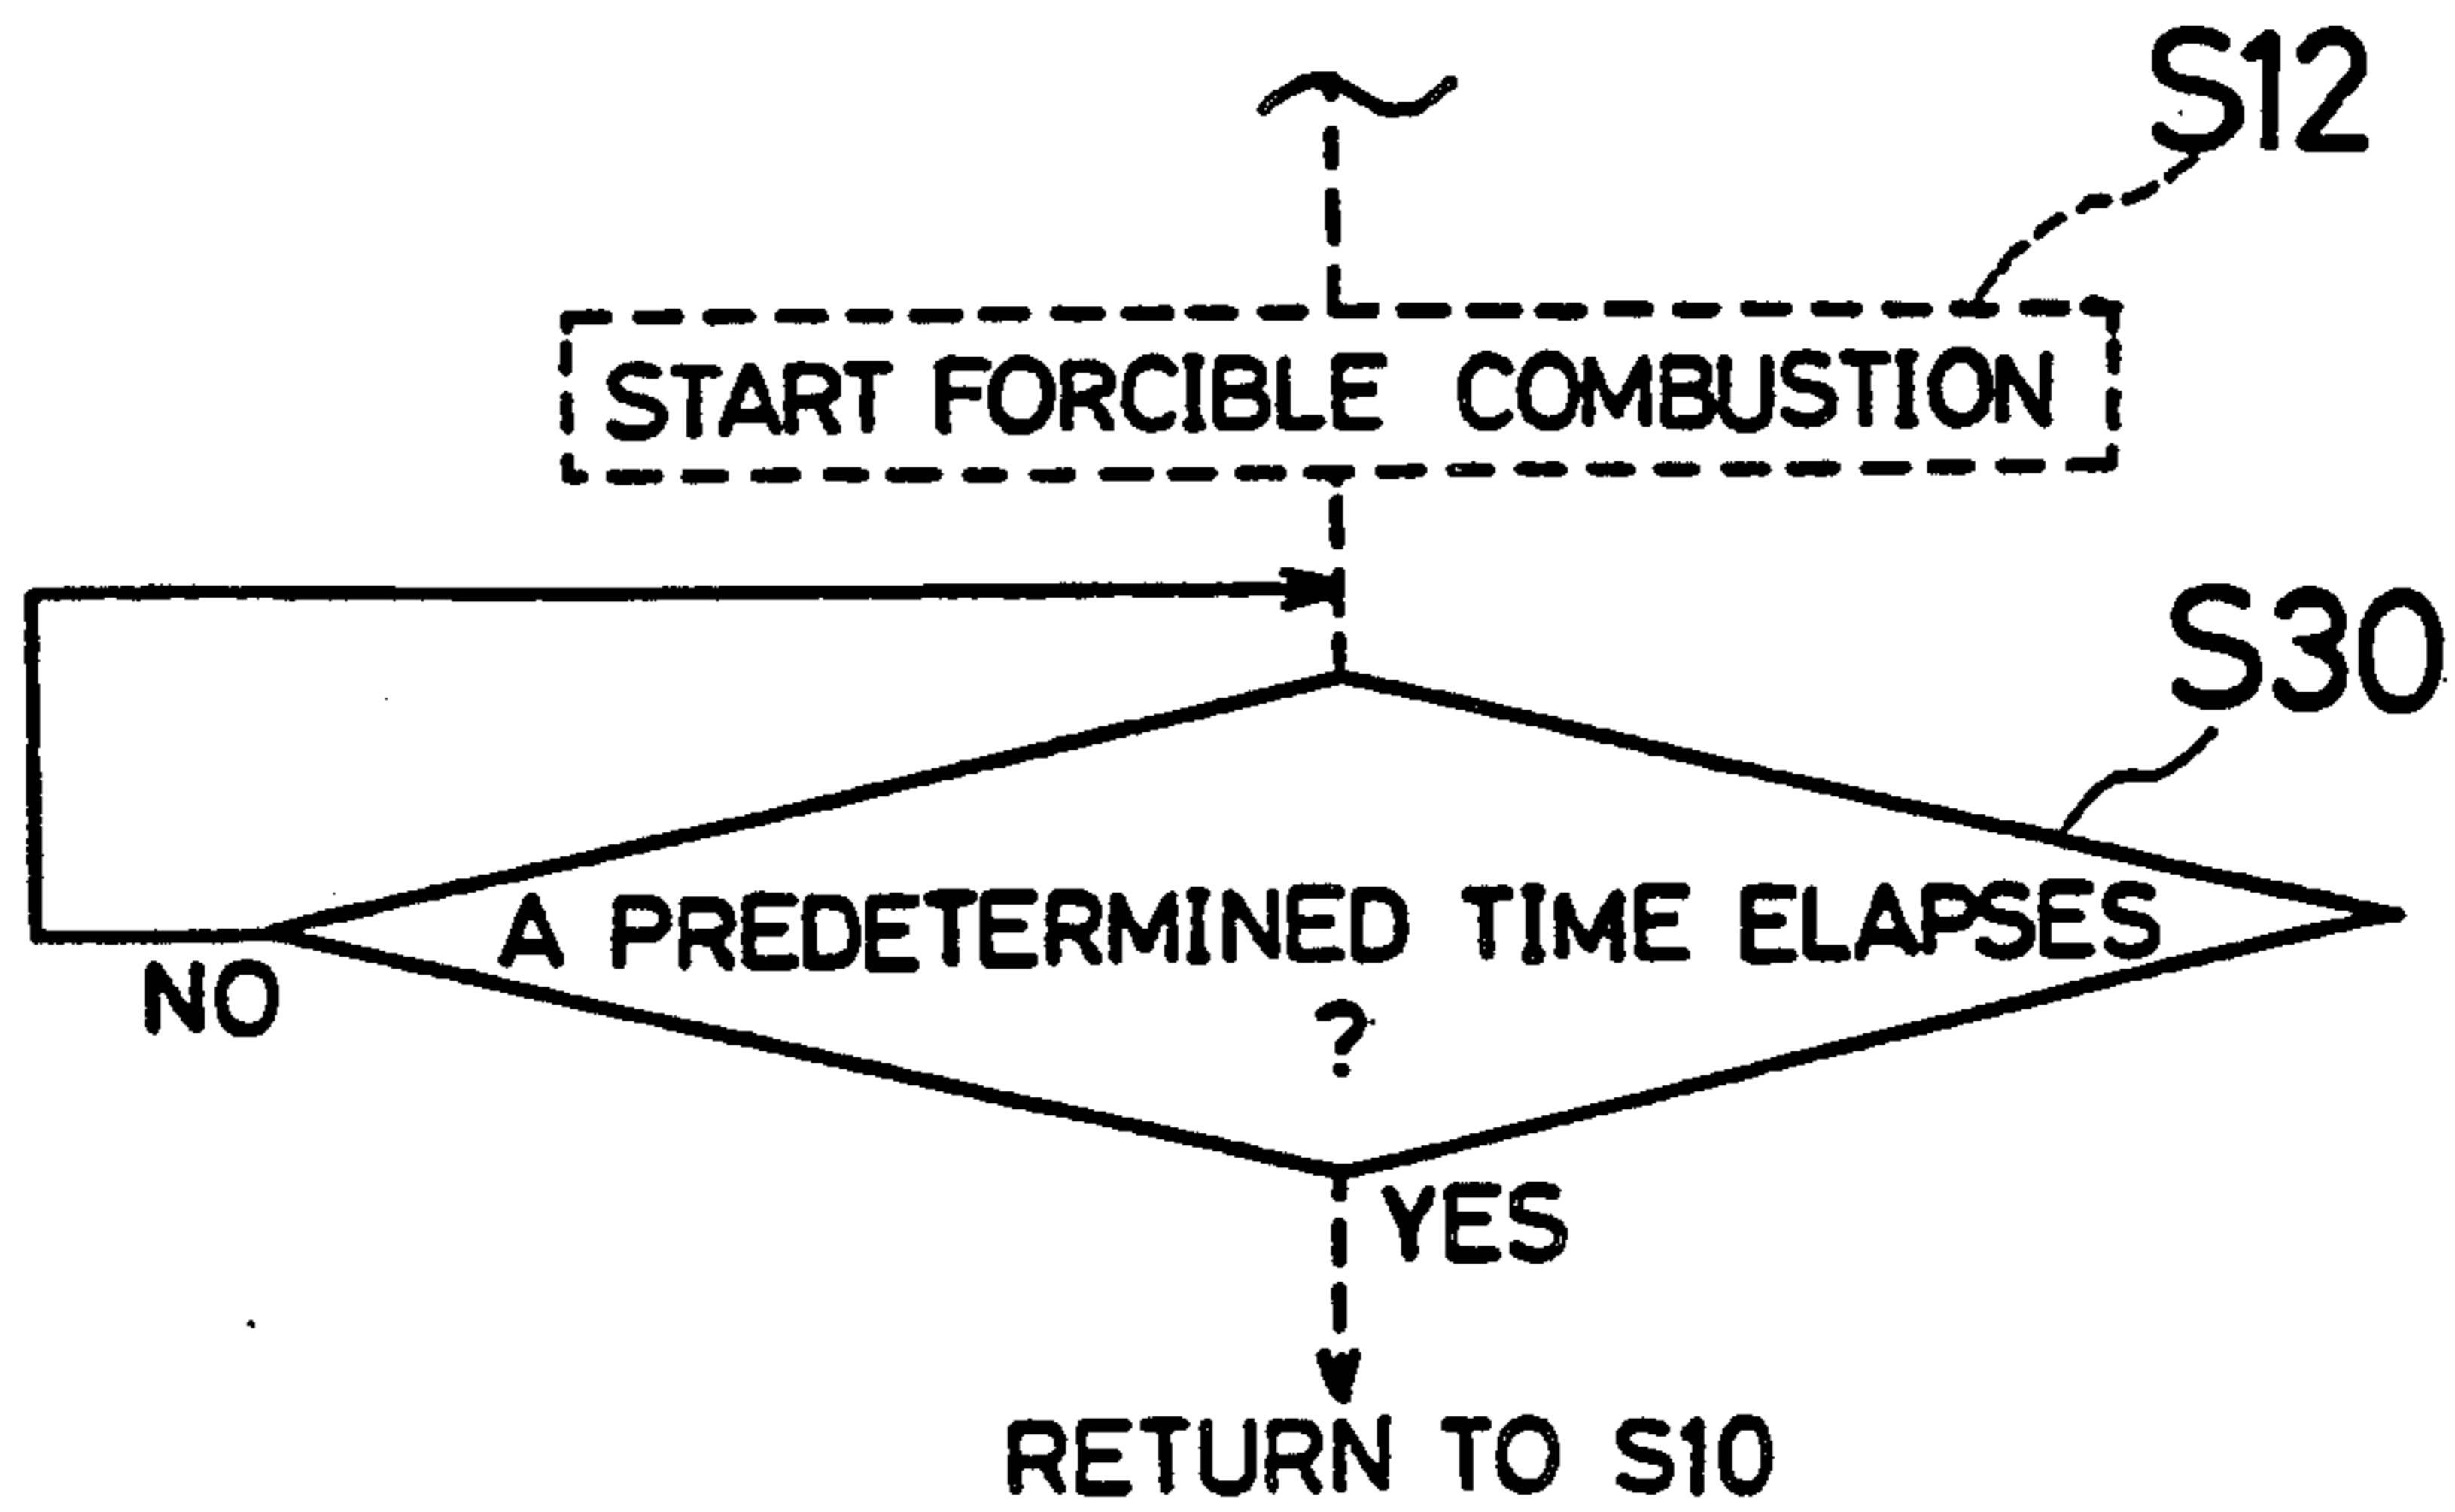 S12
START FORCIBLE COMBUSTION
S30
A PREDETERMINED TIME ELAPSES
?
NO
YES
RETURN TO S10